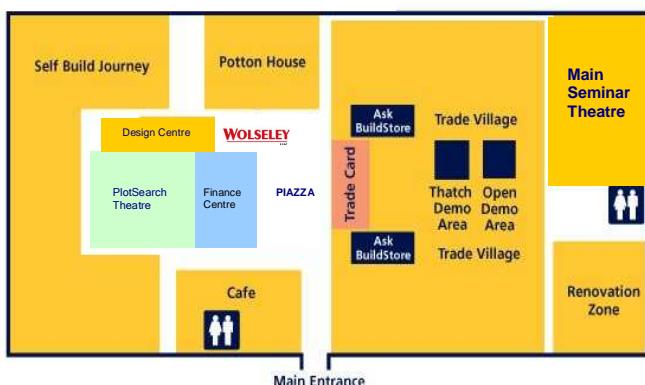 Self Build Journey
Potton House
Main
Seminar
Theatre
Ask
BuildStore
Trade Village
Design Centre
WOLSELEY
Trade Card
PlotSearch
Theatre
Finance
Centre
PIAZZA
Thatch
Demo
Area
Open
Demo
Area
Ask
BuildStore
Trade Village
Cafe
Renovation
Zone
Main Entrance